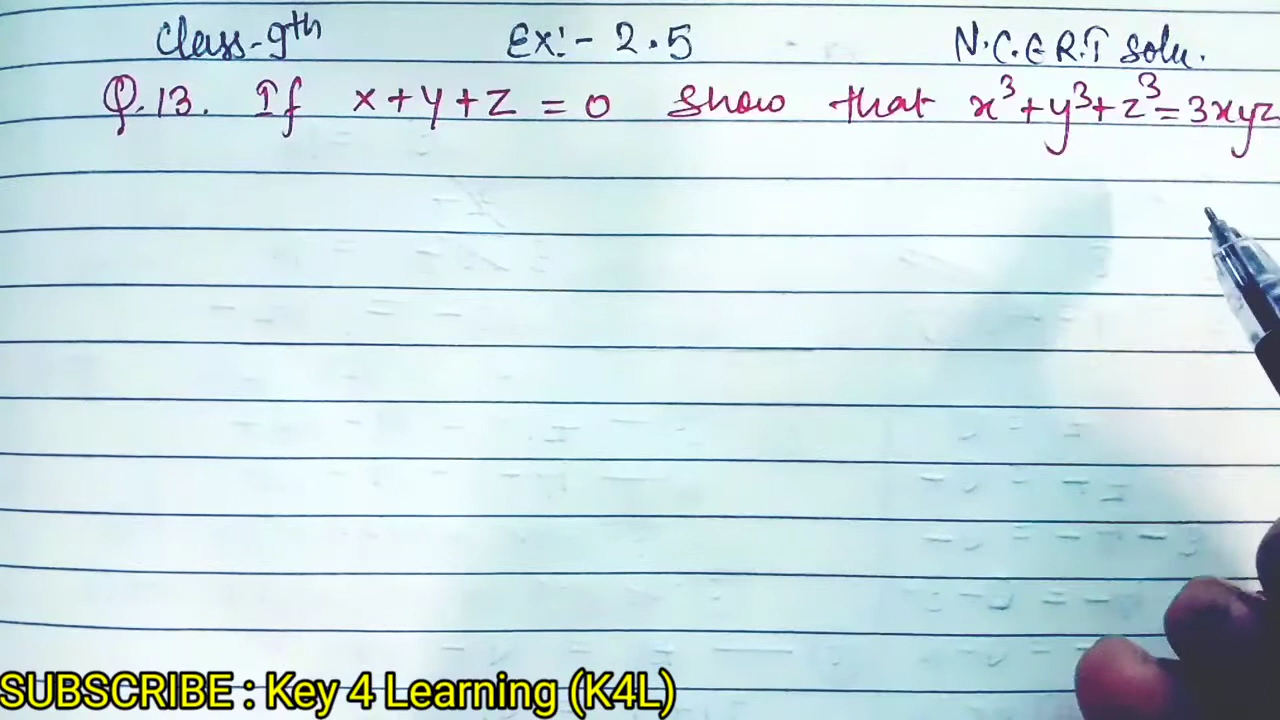 Class-9th Ex:- 2.5 N.C.E.R.T Solu.
Q.13. If x+y+z = 0 show that x³+y³+z³=3xyz
SUBSCRIBE : Key 4 Learning (K4L)